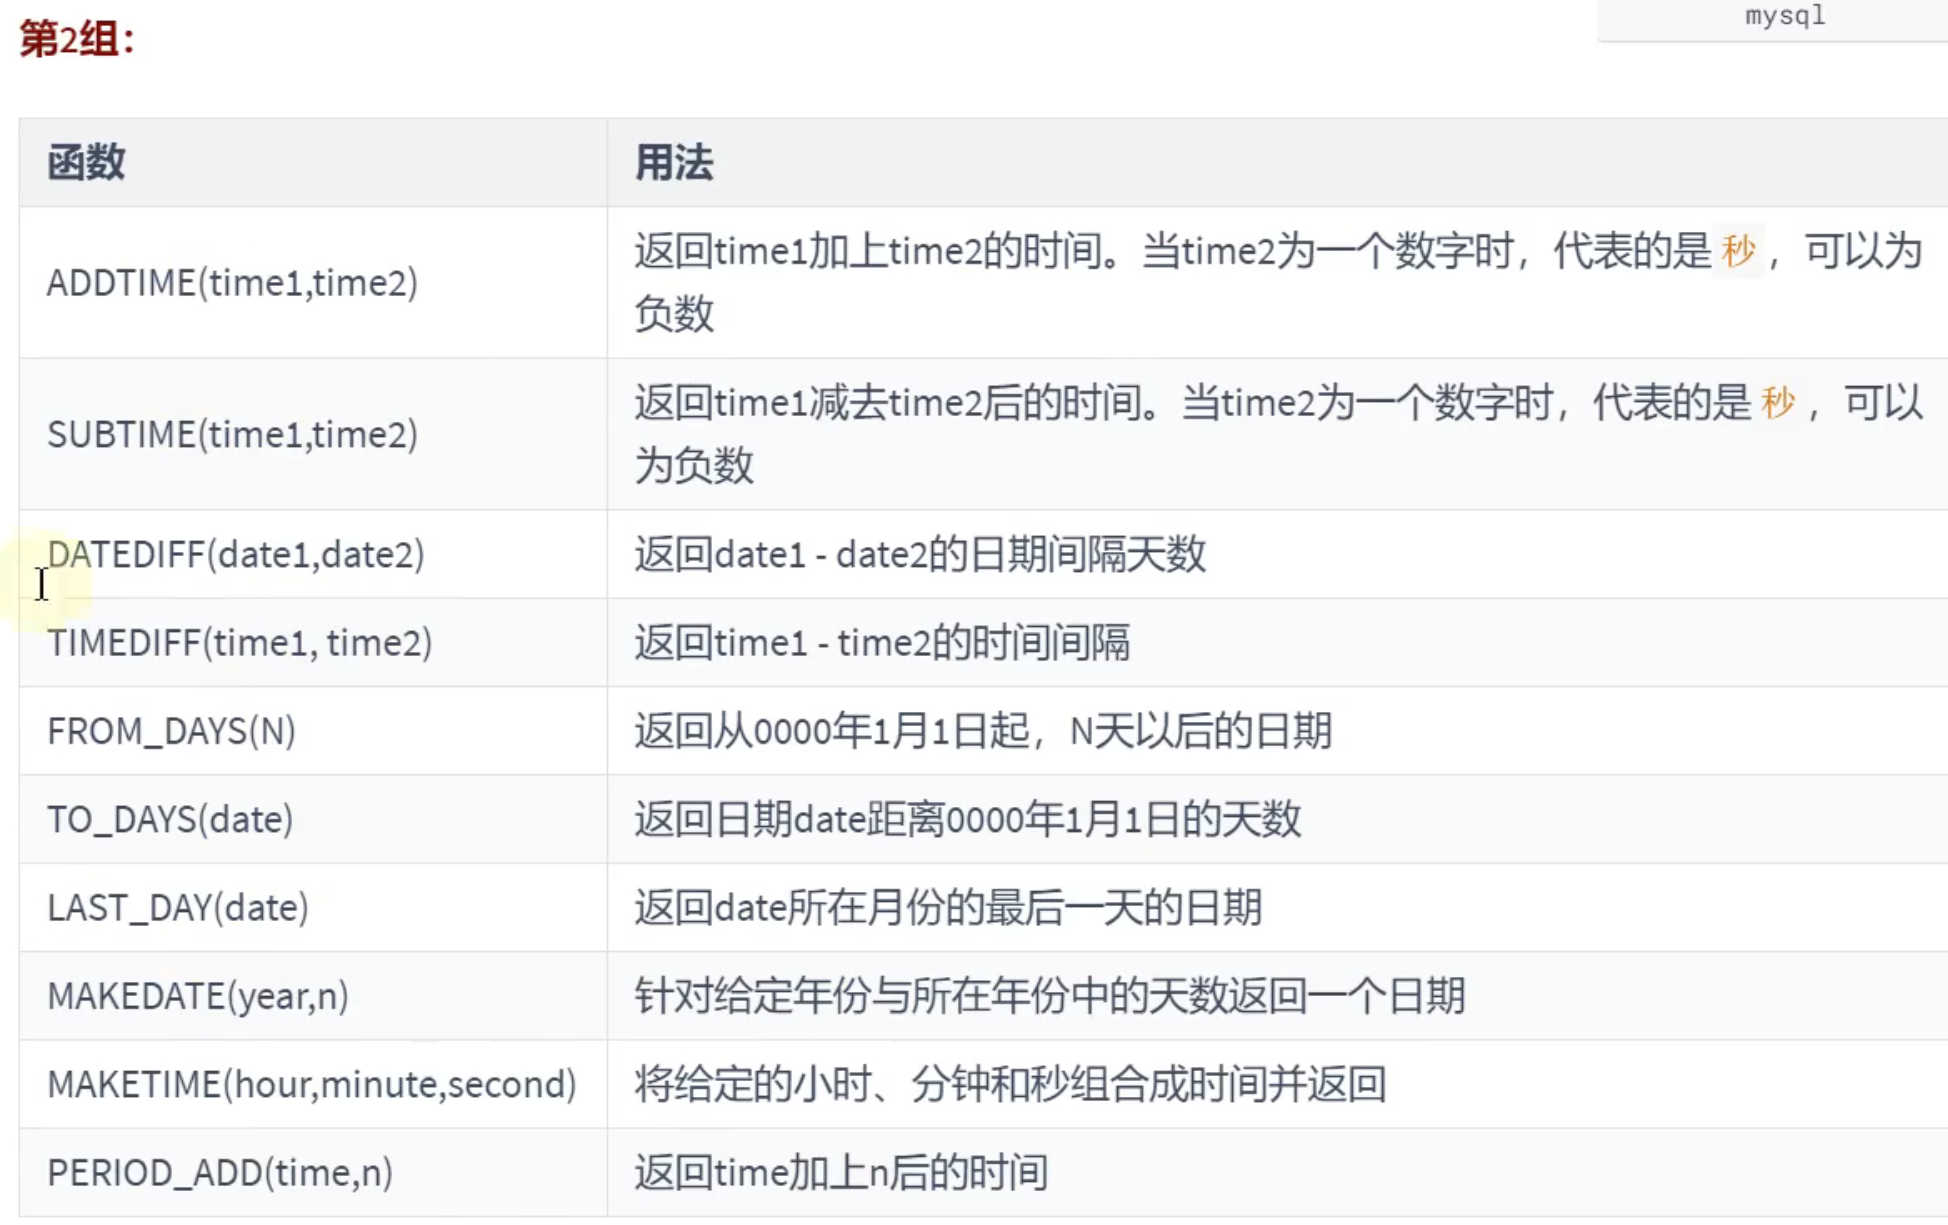 第2组：
mysql
函数 用法
ADDTIME(time1,time2) 返回time1加上time2的时间。当time2为一个数字时，代表的是 秒 ，可以为
负数
SUBTIME(time1,time2) 返回time1减去time2后的时间。当time2为一个数字时，代表的是 秒 ，可以
为负数
DATEDIFF(date1,date2) 返回date1 - date2的日期间隔天数
TIMEDIFF(time1, time2) 返回time1 - time2的时间间隔
FROM_DAYS(N) 返回从0000年1月1日起，N天以后的日期
TO_DAYS(date) 返回日期date距离0000年1月1日的天数
LAST_DAY(date) 返回date所在月份的最后一天的日期
MAKEDATE(year,n) 针对给定年份与所在年份中的天数返回一个日期
MAKETIME(hour,minute,second) 将给定的小时、分钟和秒组合成时间并返回
PERIOD_ADD(time,n) 返回time加上n后的时间